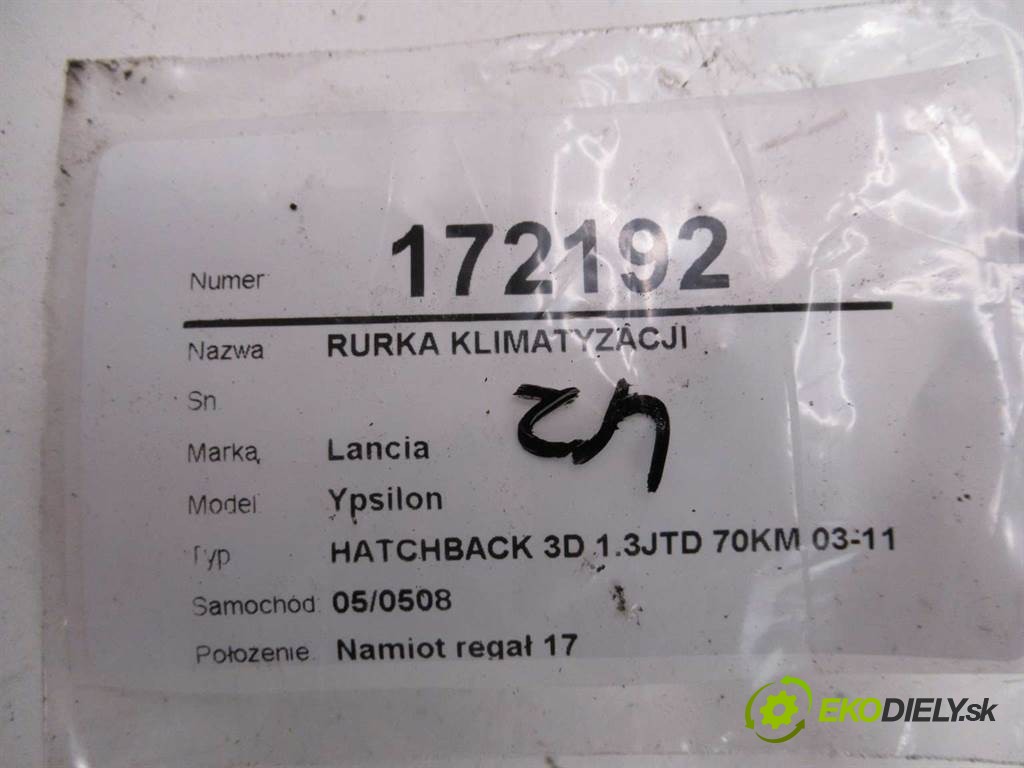 Numer: 172192
Nazwa RURKA KLIMATYZACJI
Sn
Marka Lancia
Model Ypsilon
Typ HATCHBACK 3D 1.3JTD 70KM 03-11
Samochód: 05/0508
Położenie Namiot regał 17
EKODIELY.sk